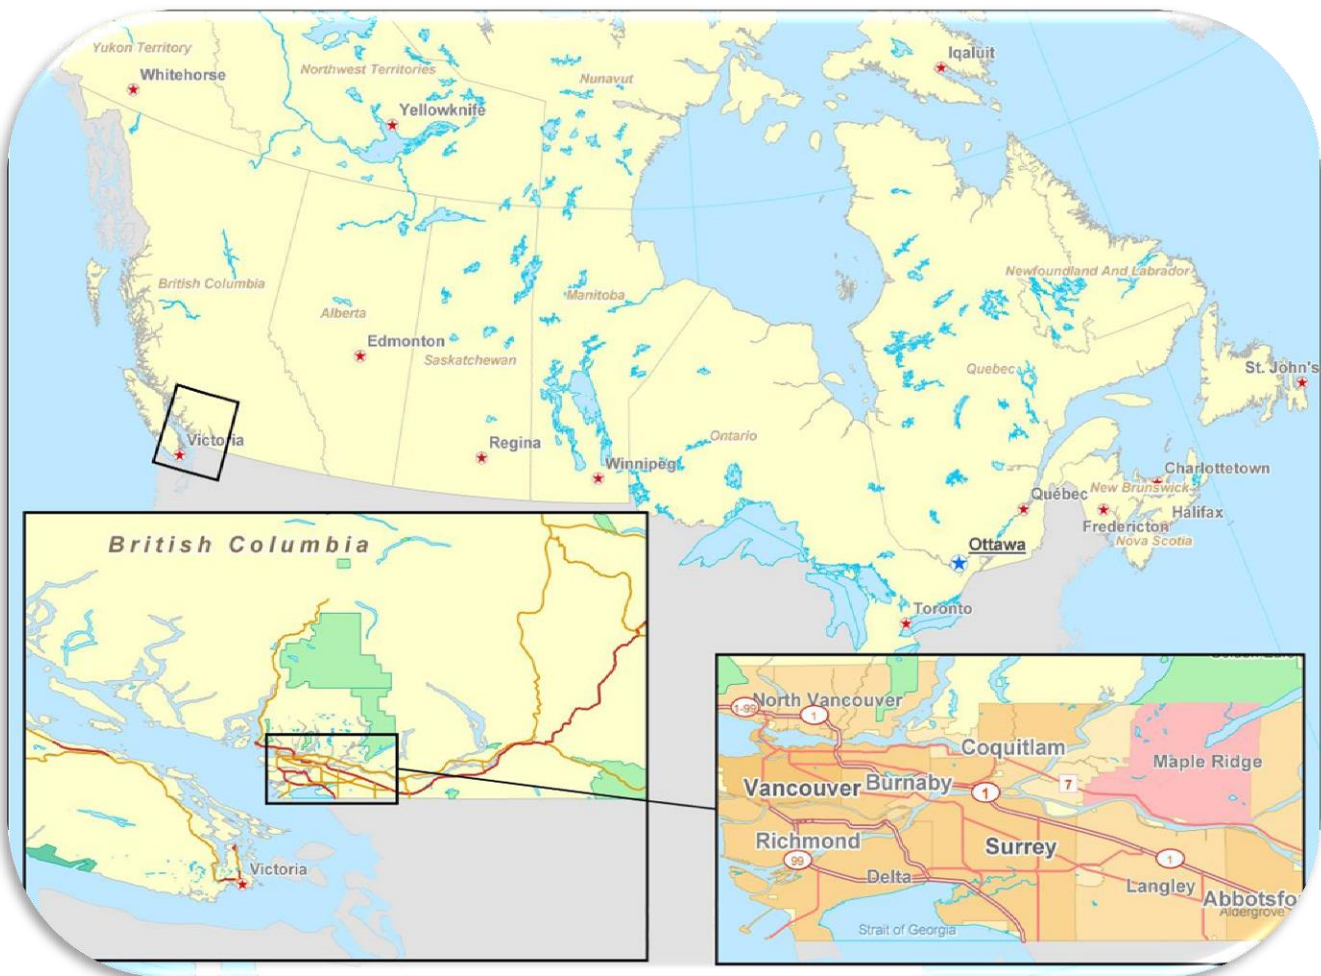 Yukon Territory
Whitehorse
Northwest Territories
Yellowknife
Nunavut
Iqaluit
British Columbia
Alberta
Edmonton
Saskatchewan
Manitoba
Newfoundland And Labrador
Quebec
St. John's
Victoria
Regina
Winnipeg
Ontario
Charlottetown
Québec
New Brunswick
Halifax
Fredericton
Nova Scotia
Ottawa
Toronto
British Columbia
Victoria
North Vancouver
1-99
1
Coquitlam
Maple Ridge
7
Vancouver
Burnaby
1
Richmond
Surrey
99
1
Delta
Langley
Abbotsfo
Aldergrove
Strait of Georgia